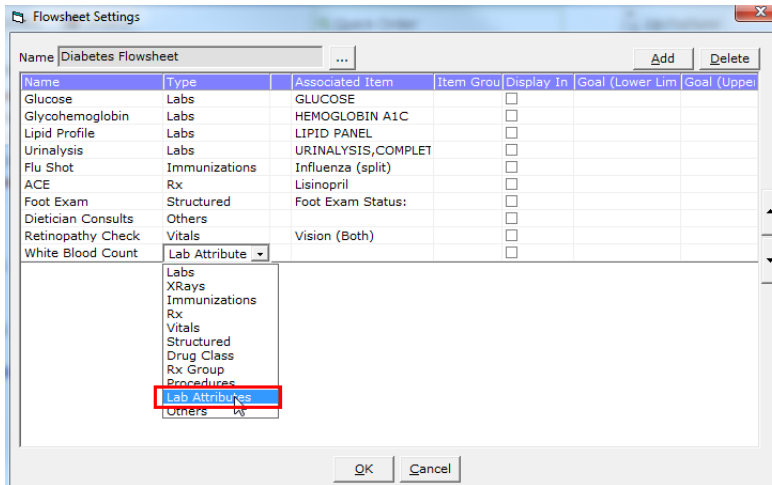 Flowsheet Settings
Name Diabetes Flowsheet ... Add Delete
Name Type Associated Item Item Grou Display In Goal (Lower Lim Goal (Upper
Glucose Labs GLUCOSE
Glycohemoglobin Labs HEMOGLOBIN A1C
Lipid Profile Labs LIPID PANEL
Urinalysis Labs URINALYSIS,COMPLET
Flu Shot Immunizations Influenza (split)
ACE Rx Lisinopril
Foot Exam Structured Foot Exam Status:
Dietician Consults Others
Retinopathy Check Vitals Vision (Both)
White Blood Count Lab Attribute
Labs
XRays
Immunizations
Rx
Vitals
Structured
Drug Class
Rx Group
Procedures
Lab Attributes
Others
OK Cancel